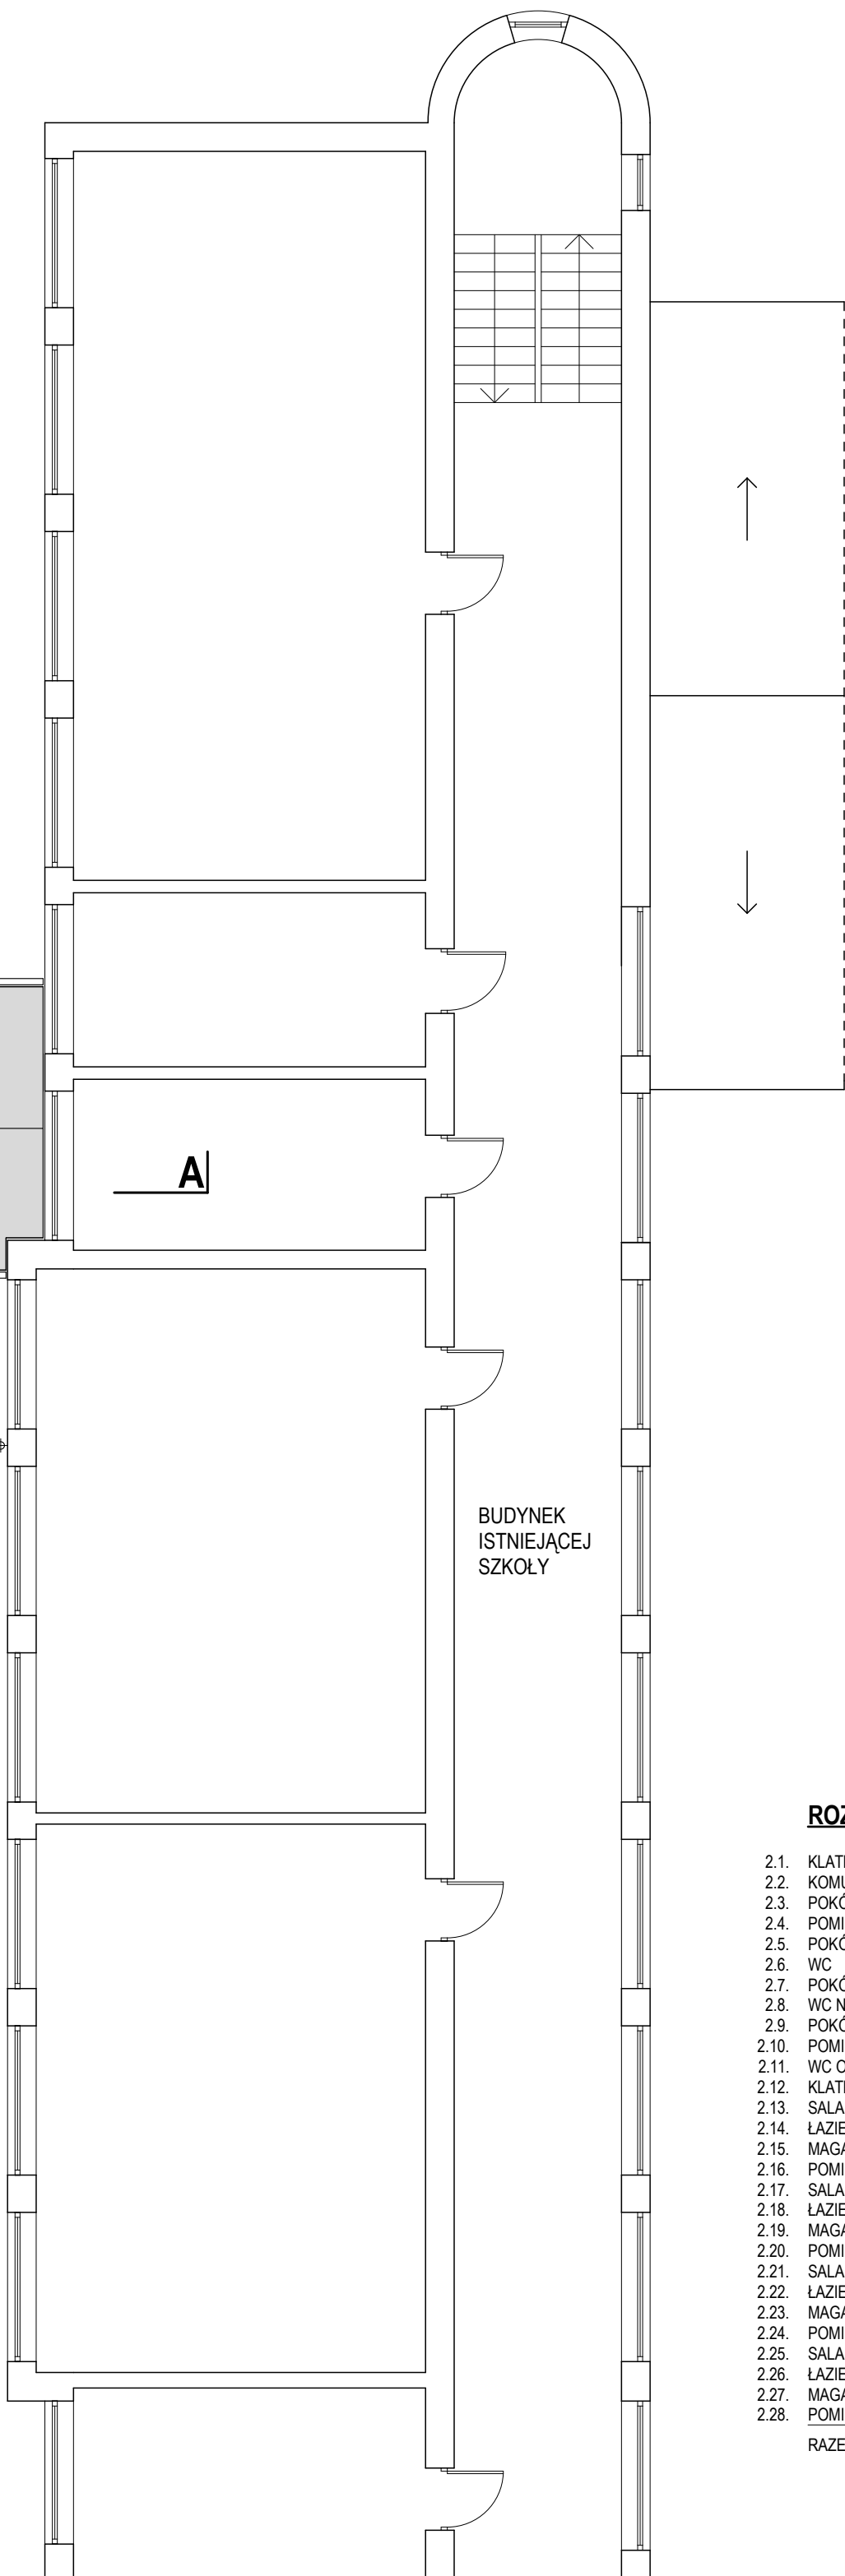 A
BUDYNEK
ISTNIEJĄCEJ
SZKOŁY
ROZ
2.1. KLAT
2.2. KOMU
2.3. POKÓ
2.4. POMI
2.5. POKÓ
2.6. WC
2.7. POKÓ
2.8. WC N
2.9. POKÓ
2.10. POMI
2.11. WC O
2.12. KLAT
2.13. SALA
2.14. ŁAZIE
2.15. MAGA
2.16. POMI
2.17. SALA
2.18. ŁAZIE
2.19. MAGA
2.20. POMI
2.21. SALA
2.22. ŁAZIE
2.23. MAGA
2.24. POMI
2.25. SALA
2.26. ŁAZIE
2.27. MAGA
2.28. POMI
RAZE